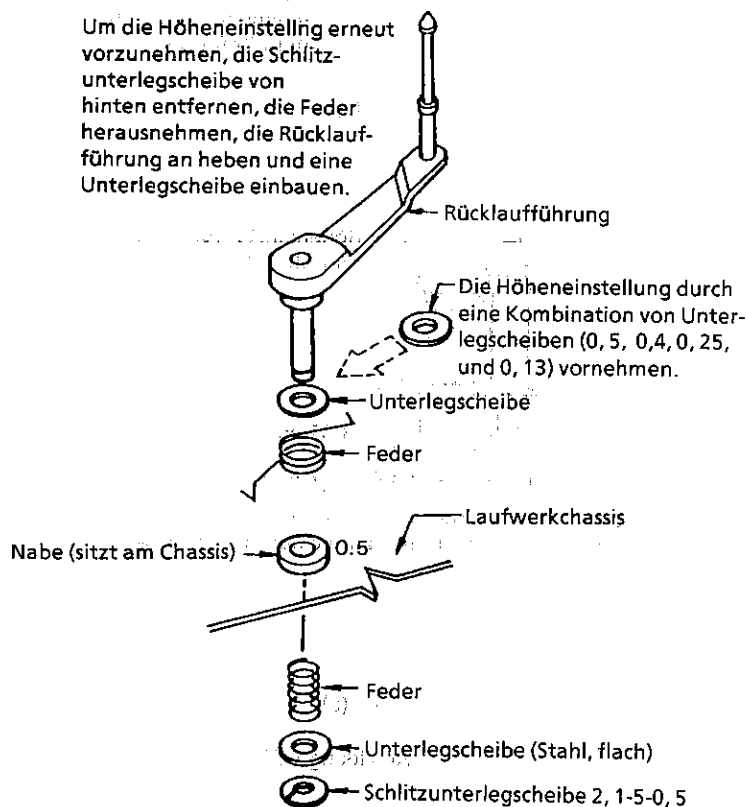 Um die Höheneinstellng erneut
vorzunehmen, die Schlitz-
unterlegscheibe von
hinten entfernen, die Feder
herausnehmen, die Rücklauf-
führung an heben und eine
Unterlegscheibe einbauen.
Rücklaufführung
Die Höheneinstellung durch
eine Kombination von Unter-
legscheiben (0, 5, 0,4, 0, 25,
und 0, 13) vornehmen.
Unterlegscheibe
Feder
Laufwerkchassis
Nabe (sitzt am Chassis)
0.5
Feder
Unterlegscheibe (Stahl, flach)
Schlitzunterlegscheibe 2, 1-5-0, 5